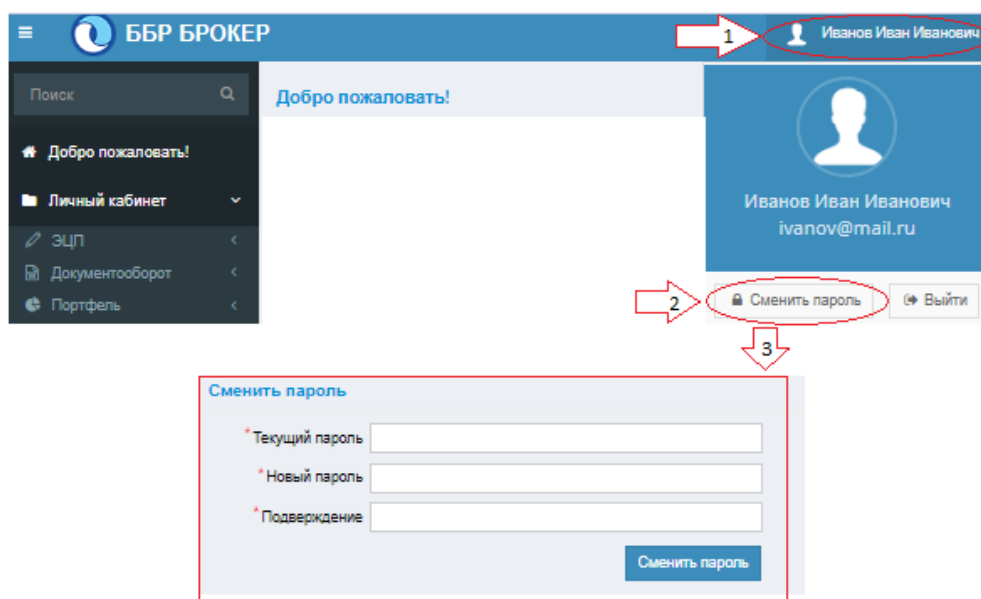 ББР БРОКЕР
1
Иванов Иван Иванович
Поиск
Добро пожаловать!
Добро пожаловать!
Личный кабинет
ЭЦП
Документооборот
Портфель
Иванов Иван Иванович
ivanov@mail.ru
2
Сменить пароль
Выйти
3
Сменить пароль
*Текущий пароль
*Новый пароль
*Подверждение
Сменить пароль